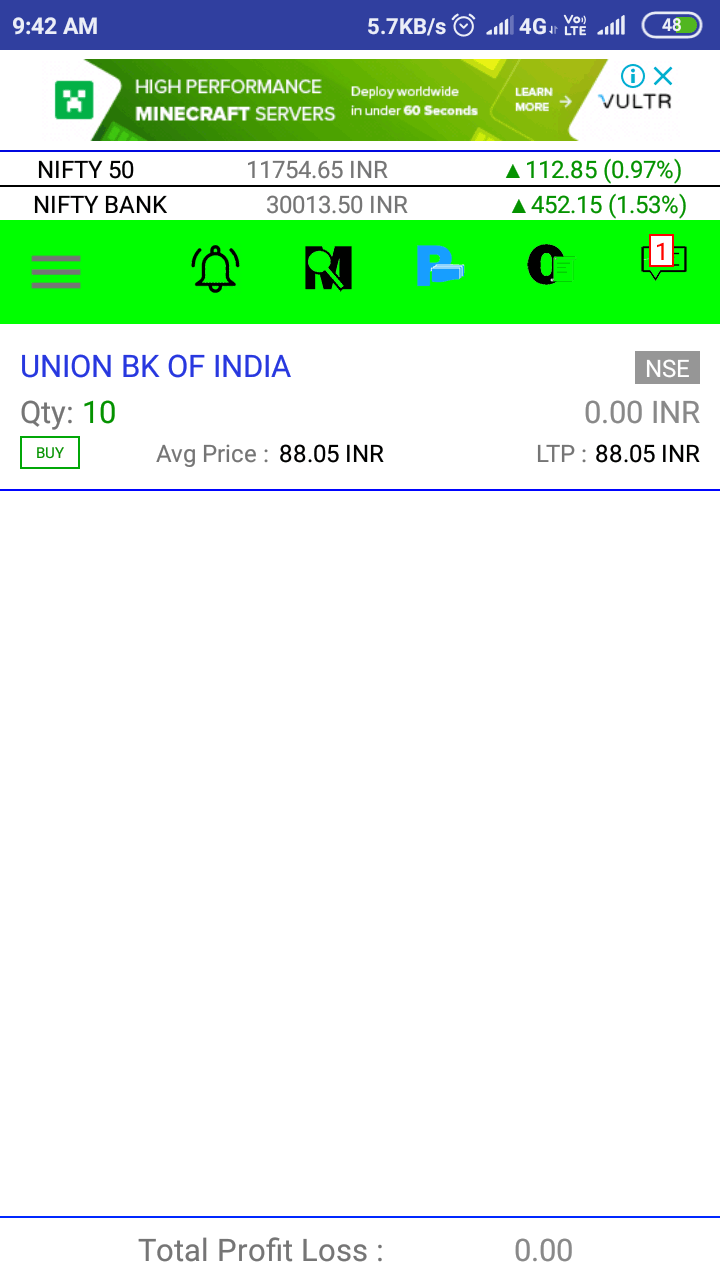 9:42 AM 5.7KB/s 4G VoLTE 48
HIGH PERFORMANCE
MINECRAFT SERVERS
Deploy worldwide
in under 60 Seconds
LEARN
MORE →
VULTR
NIFTY 50 11754.65 INR ▲112.85 (0.97%)
NIFTY BANK 30013.50 INR ▲452.15 (1.53%)
M P O 1
UNION BK OF INDIA NSE
Qty: 10 0.00 INR
BUY Avg Price : 88.05 INR LTP : 88.05 INR
Total Profit Loss : 0.00